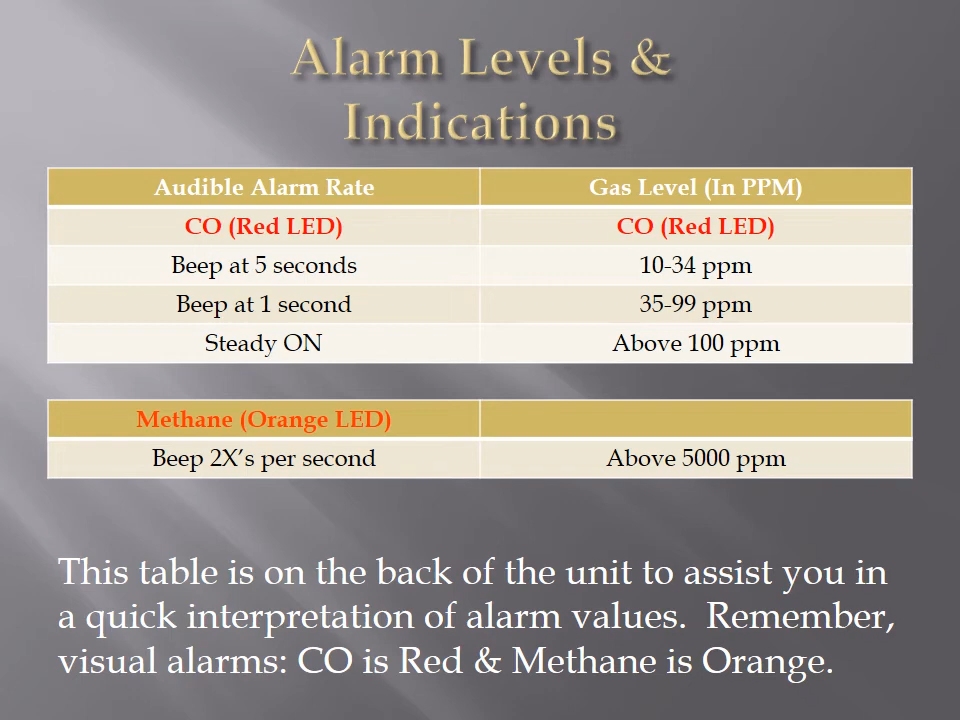 Alarm Levels &
Indications
Audible Alarm Rate Gas Level (In PPM)
CO (Red LED) CO (Red LED)
Beep at 5 seconds 10-34 ppm
Beep at 1 second 35-99 ppm
Steady ON Above 100 ppm
Methane (Orange LED)
Beep 2X’s per second Above 5000 ppm
This table is on the back of the unit to assist you in
a quick interpretation of alarm values.  Remember,
visual alarms: CO is Red & Methane is Orange.